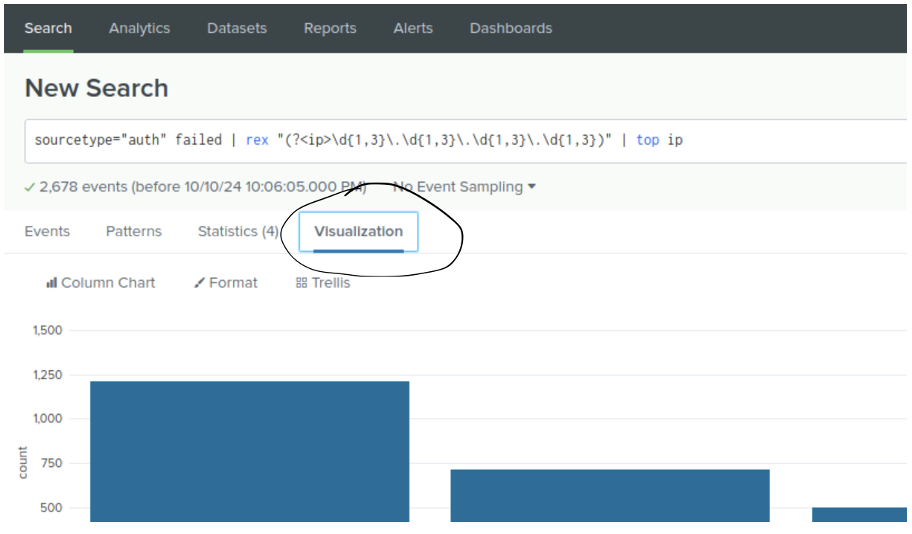 Search Analytics Datasets Reports Alerts Dashboards
New Search
sourcetype="auth" failed | rex "(?<ip>\d{1,3}\.\d{1,3}\.\d{1,3}\.\d{1,3})" | top ip
2,678 events (before 10/10/24 10:06:05.000 PM) No Event Sampling
Events Patterns Statistics (4) Visualization
Column Chart Format Trellis
1,500
1,250
1,000
750
500
count